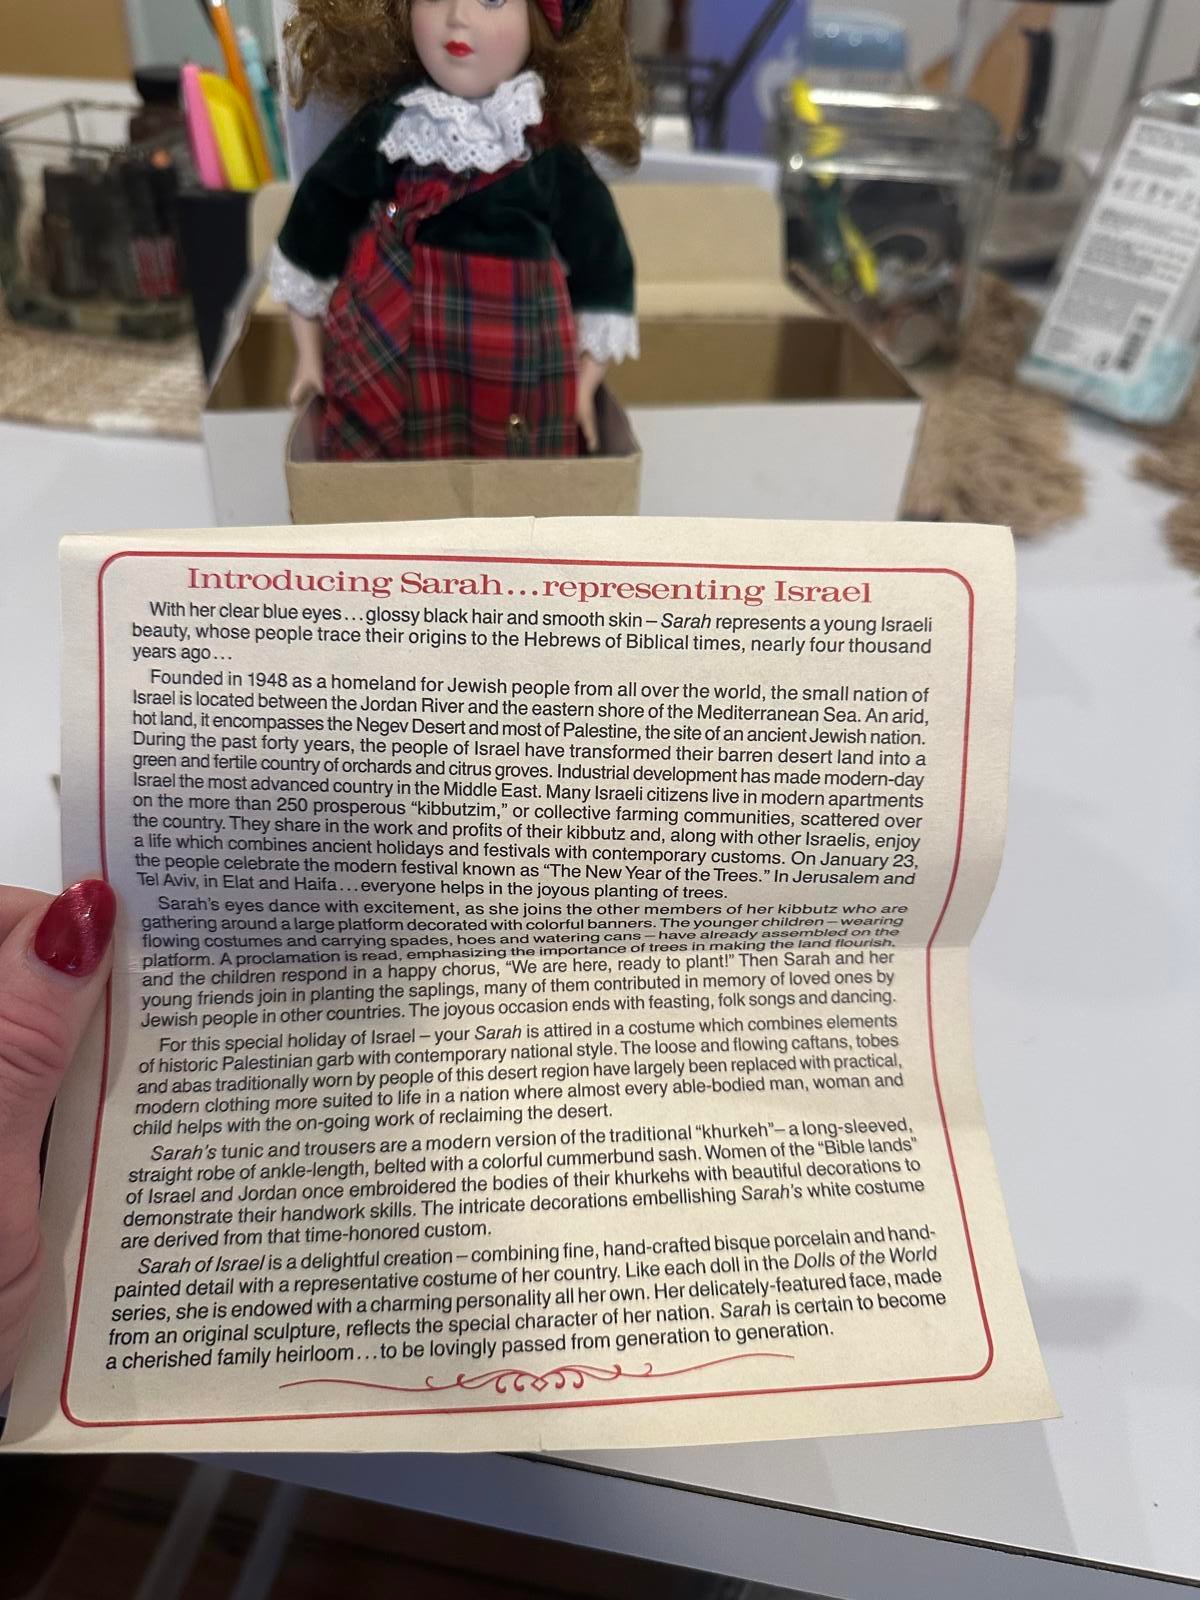 Introducing Sarah...representing Israel
With her clear blue eyes...glossy black hair and smooth skin – Sarah represents a young Israeli
beauty, whose people trace their origins to the Hebrews of Biblical times, nearly four thousand
years ago...
Founded in 1948 as a homeland for Jewish people from all over the world, the small nation of
Israel is located between the Jordan River and the eastern shore of the Mediterranean Sea. An arid,
hot land, it encompasses the Negev Desert and most of Palestine, the site of an ancient Jewish nation.
During the past forty years, the people of Israel have transformed their barren desert land into a
green and fertile country of orchards and citrus groves. Industrial development has made modern-day
Israel the most advanced country in the Middle East. Many Israeli citizens live in modern apartments
on the more than 250 prosperous “kibbutzim,” or collective farming communities, scattered over
the country. They share in the work and profits of their kibbutz and, along with other Israelis, enjoy
a life which combines ancient holidays and festivals with contemporary customs. On January 23,
the people celebrate the modern festival known as “The New Year of the Trees.” In Jerusalem and
Tel Aviv, in Elat and Haifa...everyone helps in the joyous planting of trees.
Sarah's eyes dance with excitement, as she joins the other members of her kibbutz who are
gathering around a large platform decorated with colorful banners. The younger children – wearing
flowing costumes and carrying spades, hoes and watering cans – have already assembled on the
platform. A proclamation is read, emphasizing the importance of trees in making the land flourish,
and the children respond in a happy chorus, “We are here, ready to plant!” Then Sarah and her
young friends join in planting the saplings, many of them contributed in memory of loved ones by
Jewish people in other countries. The joyous occasion ends with feasting, folk songs and dancing.
For this special holiday of Israel – your Sarah is attired in a costume which combines elements
of historic Palestinian garb with contemporary national style. The loose and flowing caftans, tobes
and abas traditionally worn by people of this desert region have largely been replaced with practical,
modern clothing more suited to life in a nation where almost every able-bodied man, woman and
child helps with the on-going work of reclaiming the desert.
Sarah's tunic and trousers are a modern version of the traditional “khurkeh”– a long-sleeved,
straight robe of ankle-length, belted with a colorful cummerbund sash. Women of the “Bible lands”
of Israel and Jordan once embroidered the bodies of their khurkehs with beautiful decorations to
demonstrate their handwork skills. The intricate decorations embellishing Sarah's white costume
are derived from that time-honored custom.
Sarah of Israel is a delightful creation – combining fine, hand-crafted bisque porcelain and hand-
painted detail with a representative costume of her country. Like each doll in the Dolls of the World
series, she is endowed with a charming personality all her own. Her delicately-featured face, made
from an original sculpture, reflects the special character of her nation. Sarah is certain to become
a cherished family heirloom...to be lovingly passed from generation to generation.